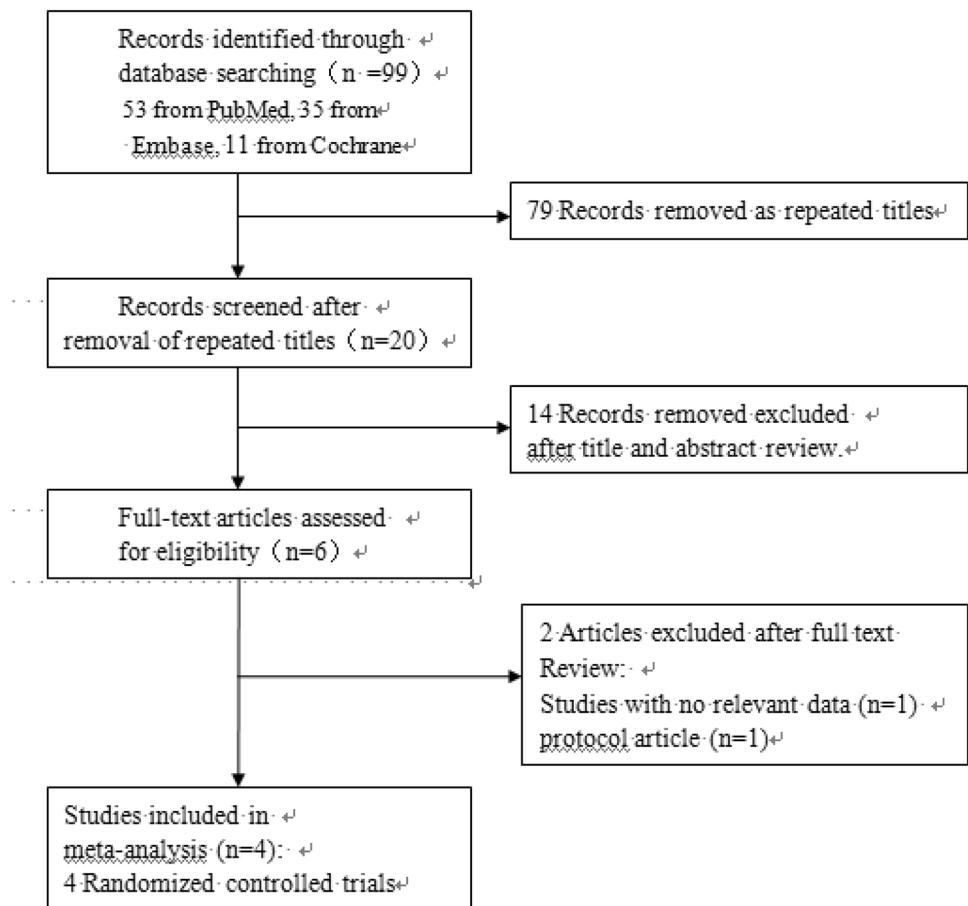 Records identified through
database searching（n =99）
53 from PubMed, 35 from
Embase, 11 from Cochrane
79 Records removed as repeated titles
Records screened after
removal of repeated titles（n=20）
14 Records removed excluded
after title and abstract review.
Full-text articles assessed
for eligibility（n=6）
2 Articles excluded after full text
Review:
Studies with no relevant data (n=1)
protocol article (n=1)
Studies included in
meta-analysis (n=4):
4 Randomized controlled trials